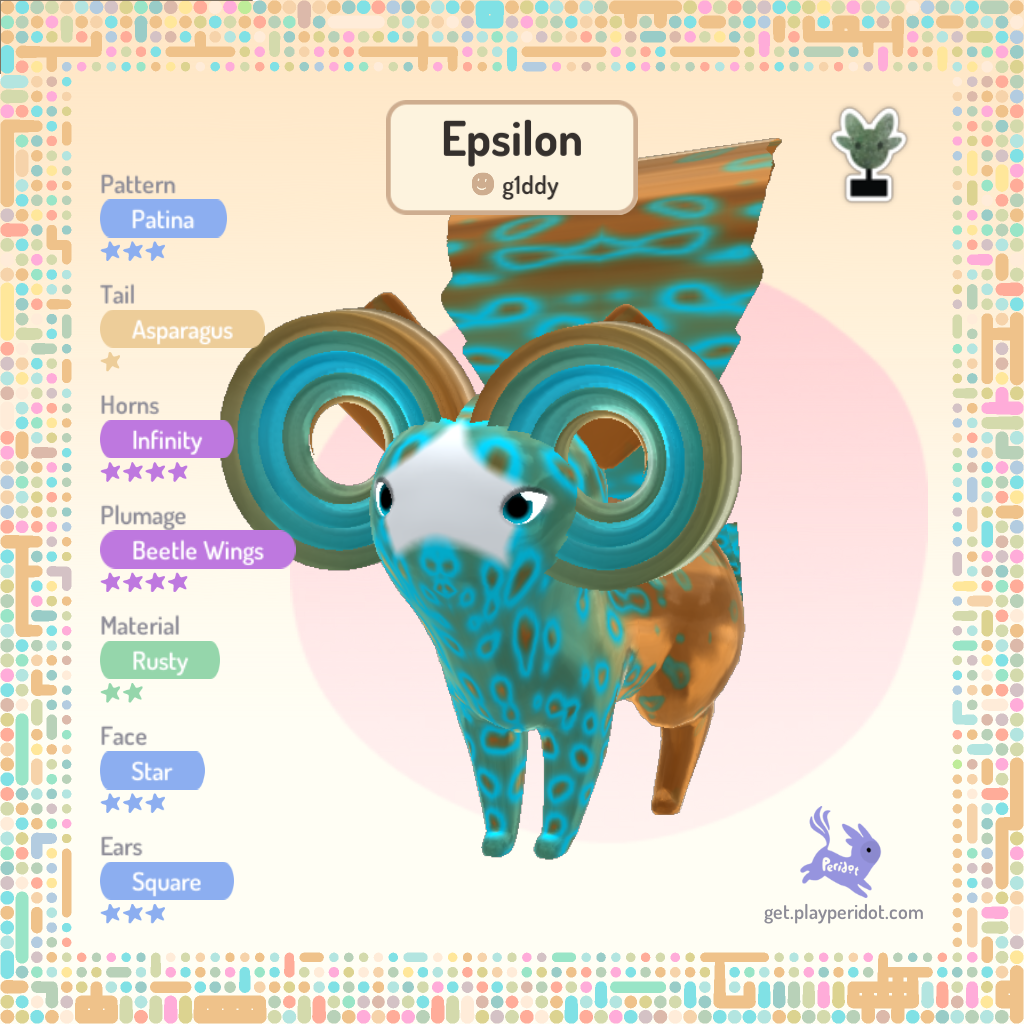 Epsilon
g1ddy
Pattern
Patina
Tail
Asparagus
Horns
Infinity
Plumage
Beetle Wings
Material
Rusty
Face
Star
Ears
Square
Peridot
get.playperidot.com